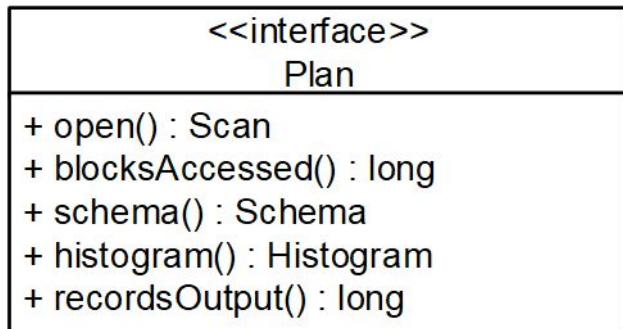 <<interface>>
Plan
+ open() : Scan
+ blocksAccessed() : long
+ schema() : Schema
+ histogram() : Histogram
+ recordsOutput() : long